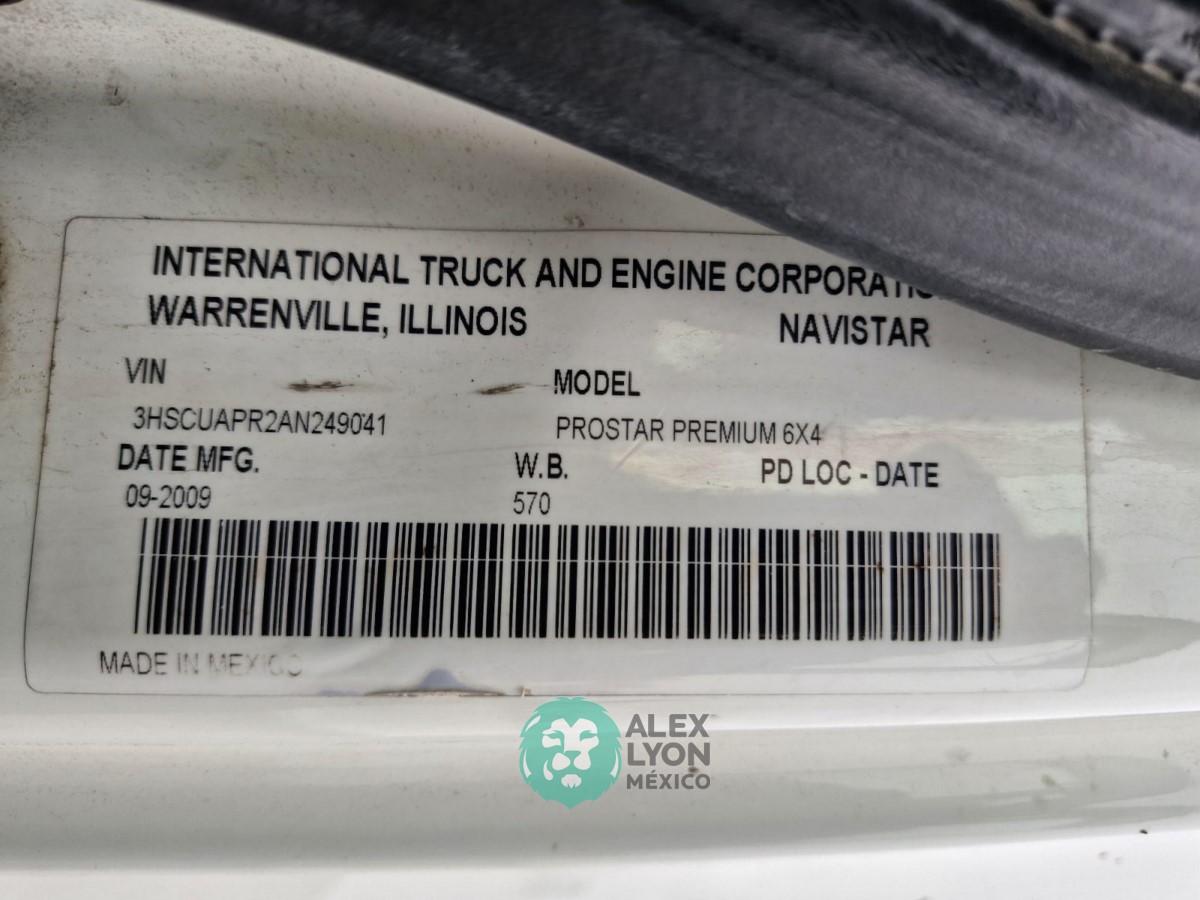 INTERNATIONAL TRUCK AND ENGINE CORPORATIO
WARRENVILLE, ILLINOIS NAVISTAR
VIN MODEL
3HSCUAPR2AN249041 PROSTAR PREMIUM 6X4
DATE MFG. W.B. PD LOC - DATE
09-2009 570
MADE IN MEXICO
ALEX
LYON
MÉXICO